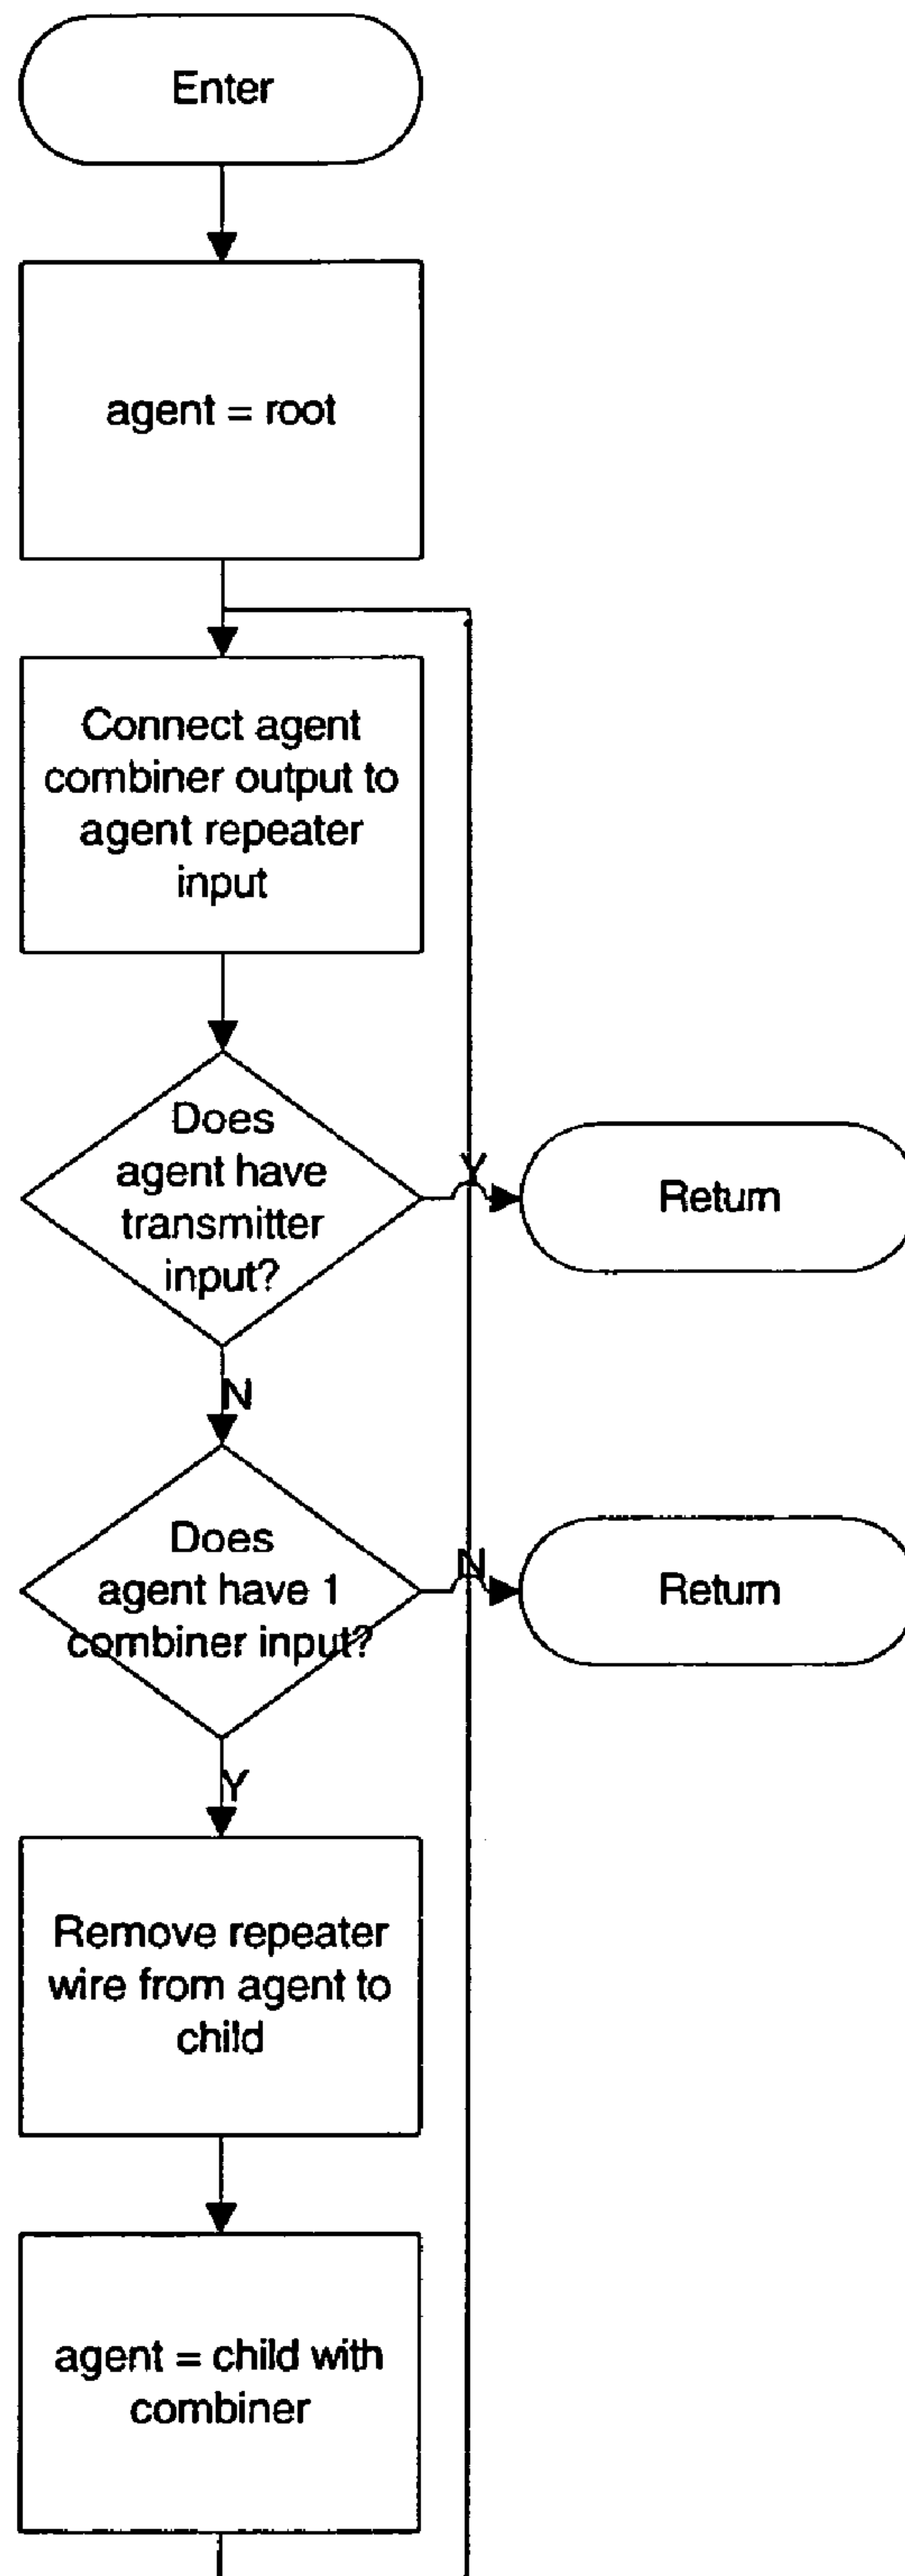 Enter
agent = root
Connect agent
combiner output to
agent repeater
input
Does
agent have
transmitter
input?
Y
Return
N
Does
agent have 1
combiner input?
N
Return
Y
Remove repeater
wire from agent to
child
agent = child with
combiner